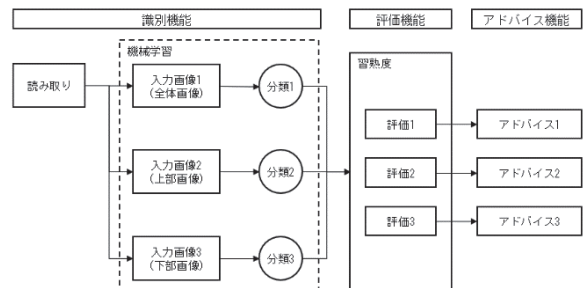 識別機能
評価機能
アドバイス機能
機械学習
習熟度
読み取り
入力画像1
(全体画像)
分類1
評価1
アドバイス1
入力画像2
(上部画像)
分類2
評価2
アドバイス2
評価3
アドバイス3
入力画像3
(下部画像)
分類3